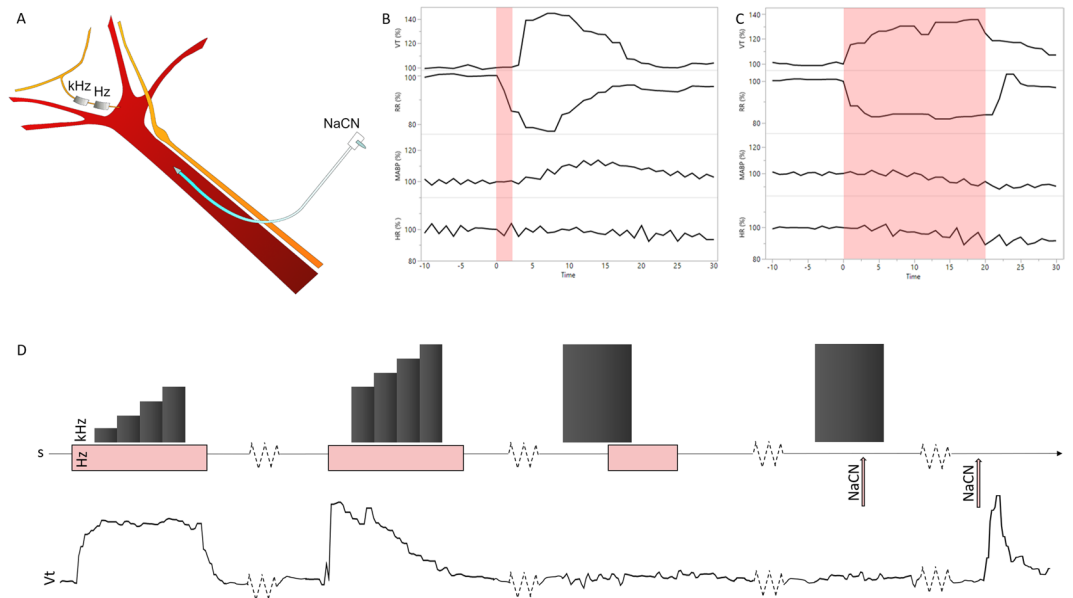 A
kHz
Hz
NaCN
B
VT (%)
140
120
100
RR (%)
100
80
MABP (%)
120
100
HR (% )
100
80
-10 -5 0 5 10 15 20 25 30
Time
C
VT (%)
140
120
100
RR (%)
100
80
MABP (%)
120
100
HR (%)
100
80
-10 -5 0 5 10 15 20 25 30
Time
D
kHz
Hz
s
NaCN
NaCN
Vt